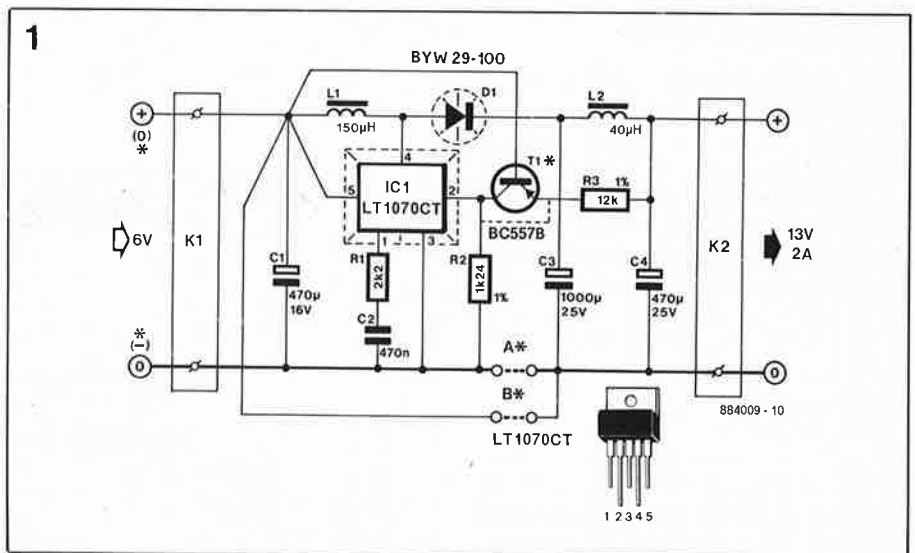 1
BYW 29-100
D1
L1
150µH
L2
40µH
+
(0)
*
+
4
T1*
R3 1%
12k
IC1
LT1070CT
5
2
1
3
BC557B
6V
K1
K2
13V
2A
C1
470µ
16V
R1
2k2
R2
1k24
1%
C3
1000µ
25V
C4
470µ
25V
C2
470n
*
(−)
0
A*
0
B*
884009 - 10
LT1070CT
1 2 3 4 5